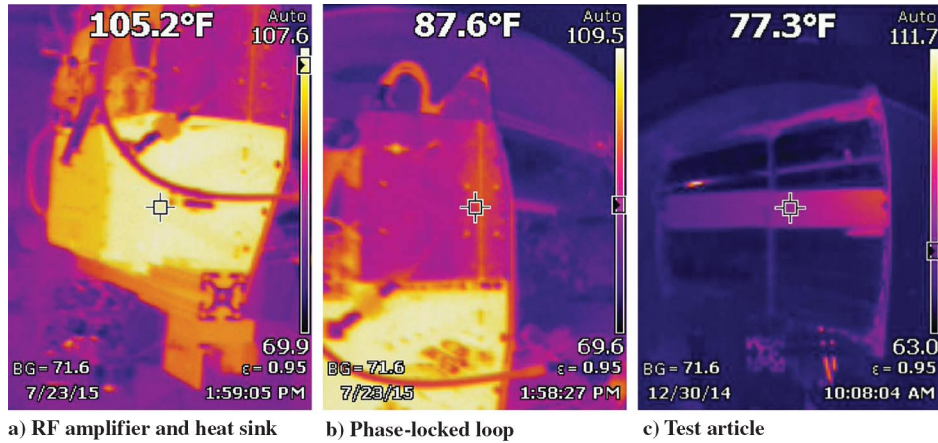 105.2°F
Auto
107.6
69.9
BG= 71.6
ε= 0.95
7/23/15
1:59:05 PM
87.6°F
Auto
109.5
69.6
BG= 71.6
ε= 0.95
7/23/15
1:58:27 PM
77.3°F
Auto
111.7
63.0
BG= 71.6
ε= 0.95
12/30/14
10:08:04 AM
a) RF amplifier and heat sink
b) Phase-locked loop
c) Test article